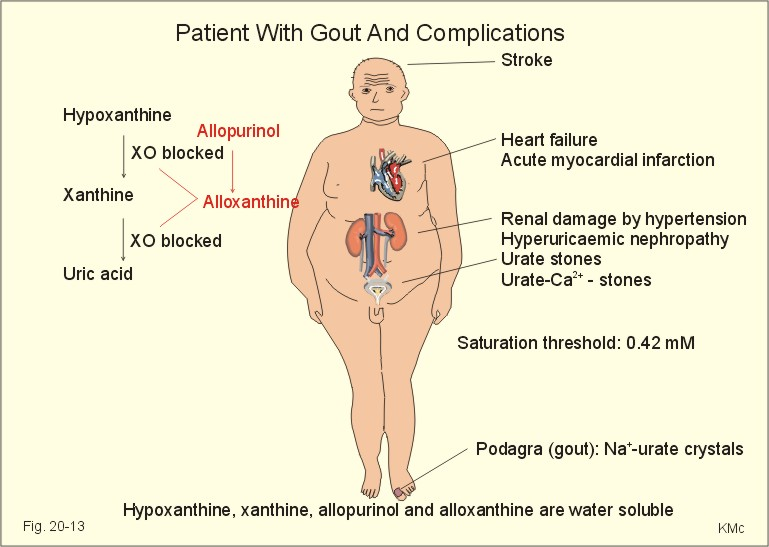 Patient With Gout And Complications
Stroke
Hypoxanthine
Allopurinol
XO blocked
Heart failure
Acute myocardial infarction
Xanthine
Alloxanthine
Renal damage by hypertension
Hyperuricaemic nephropathy
Urate stones
Urate-Ca²⁺ - stones
XO blocked
Uric acid
Saturation threshold: 0.42 mM
Podagra (gout): Na⁺-urate crystals
Hypoxanthine, xanthine, allopurinol and alloxanthine are water soluble
Fig. 20-13
KMc